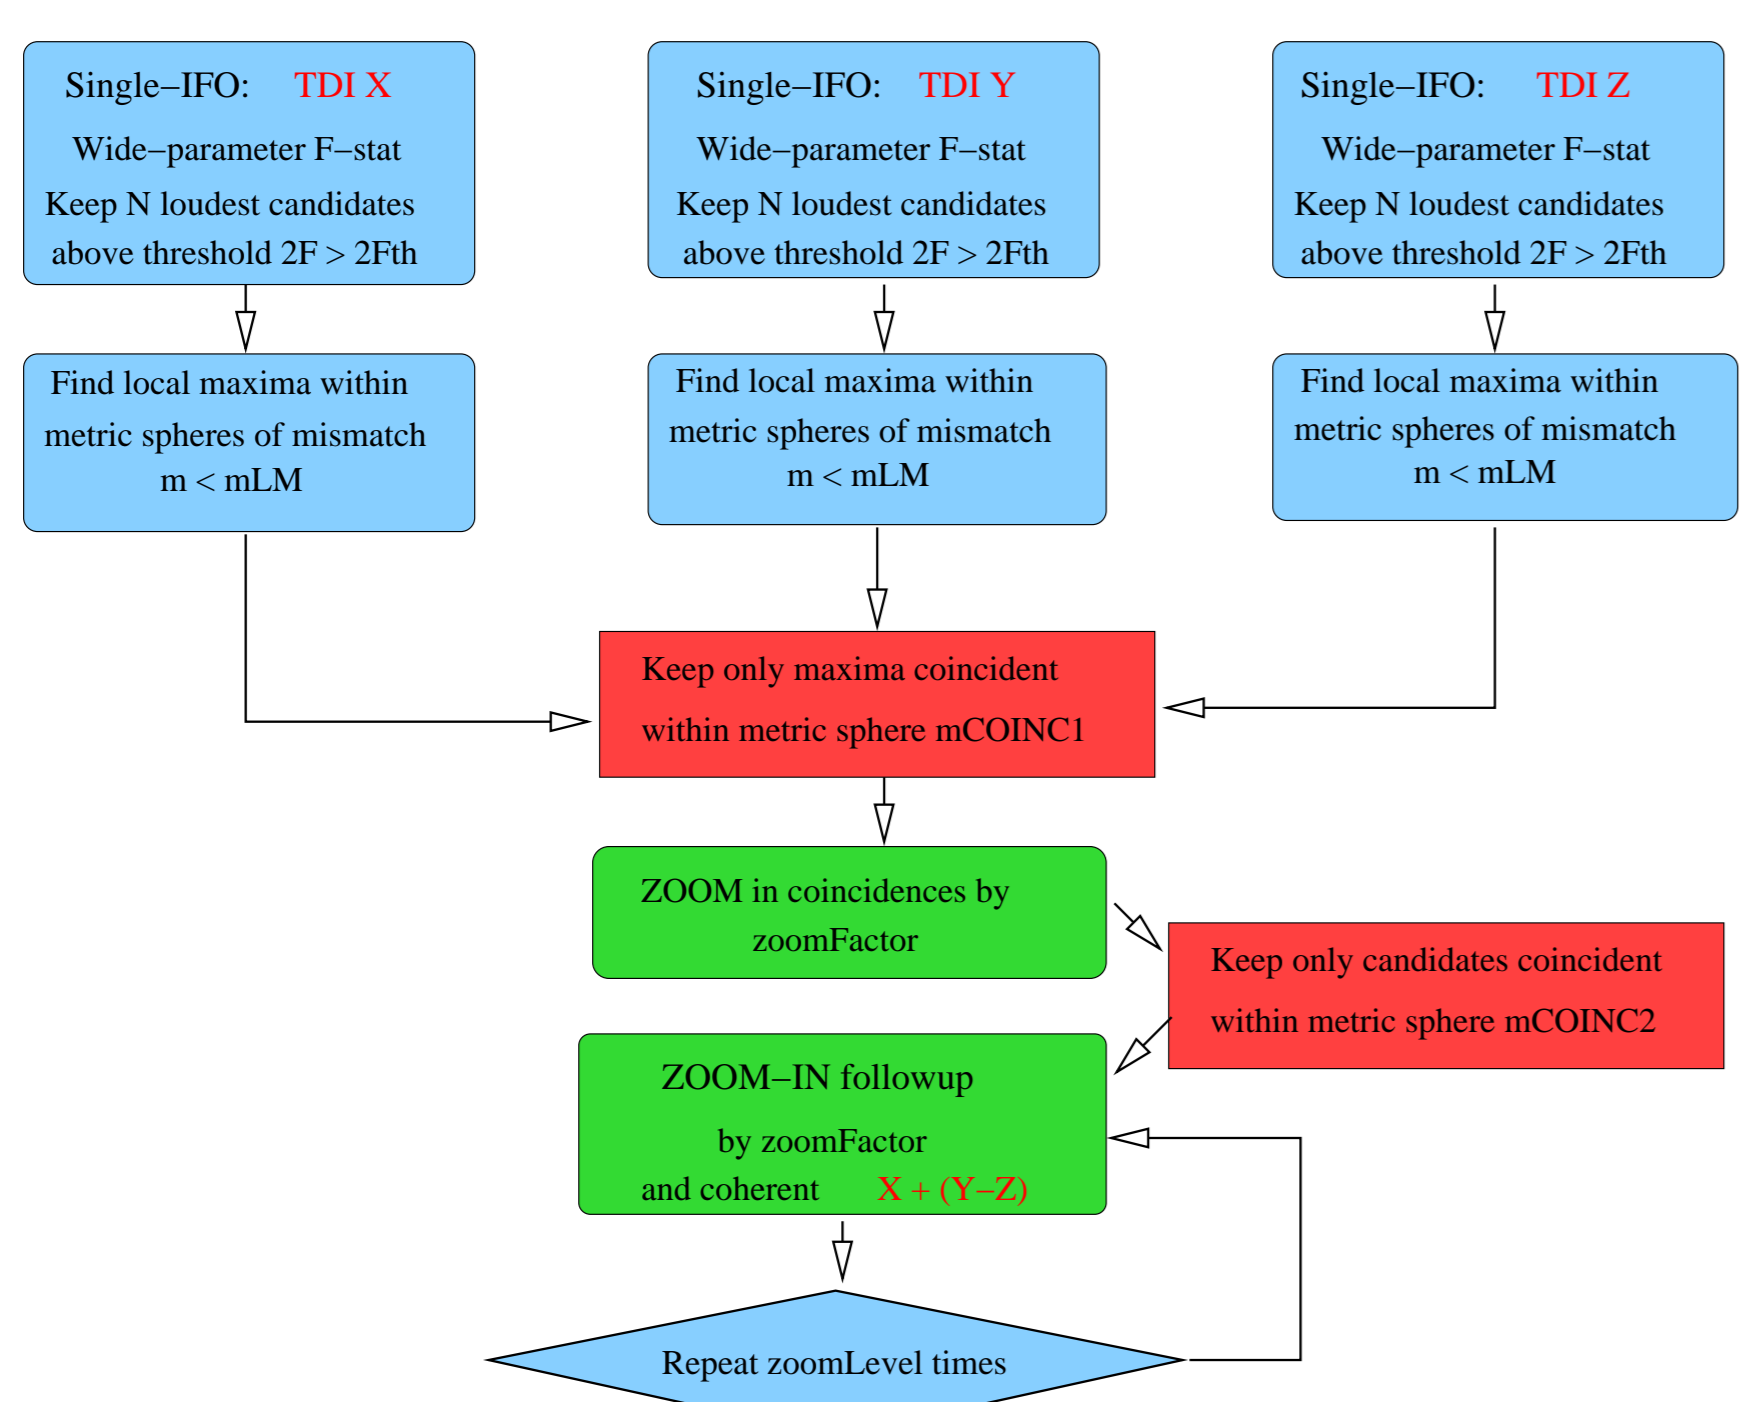 Single−IFO: TDI X
Wide−parameter F−stat
Keep N loudest candidates
above threshold 2F > 2Fth
Single−IFO: TDI Y
Wide−parameter F−stat
Keep N loudest candidates
above threshold 2F > 2Fth
Single−IFO: TDI Z
Wide−parameter F−stat
Keep N loudest candidates
above threshold 2F > 2Fth
Find local maxima within
metric spheres of mismatch
m < mLM
Find local maxima within
metric spheres of mismatch
m < mLM
Find local maxima within
metric spheres of mismatch
m < mLM
Keep only maxima coincident
within metric sphere mCOINC1
ZOOM in coincidences by
zoomFactor
Keep only candidates coincident
within metric sphere mCOINC2
ZOOM−IN followup
by zoomFactor
and coherent X + (Y−Z)
Repeat zoomLevel times